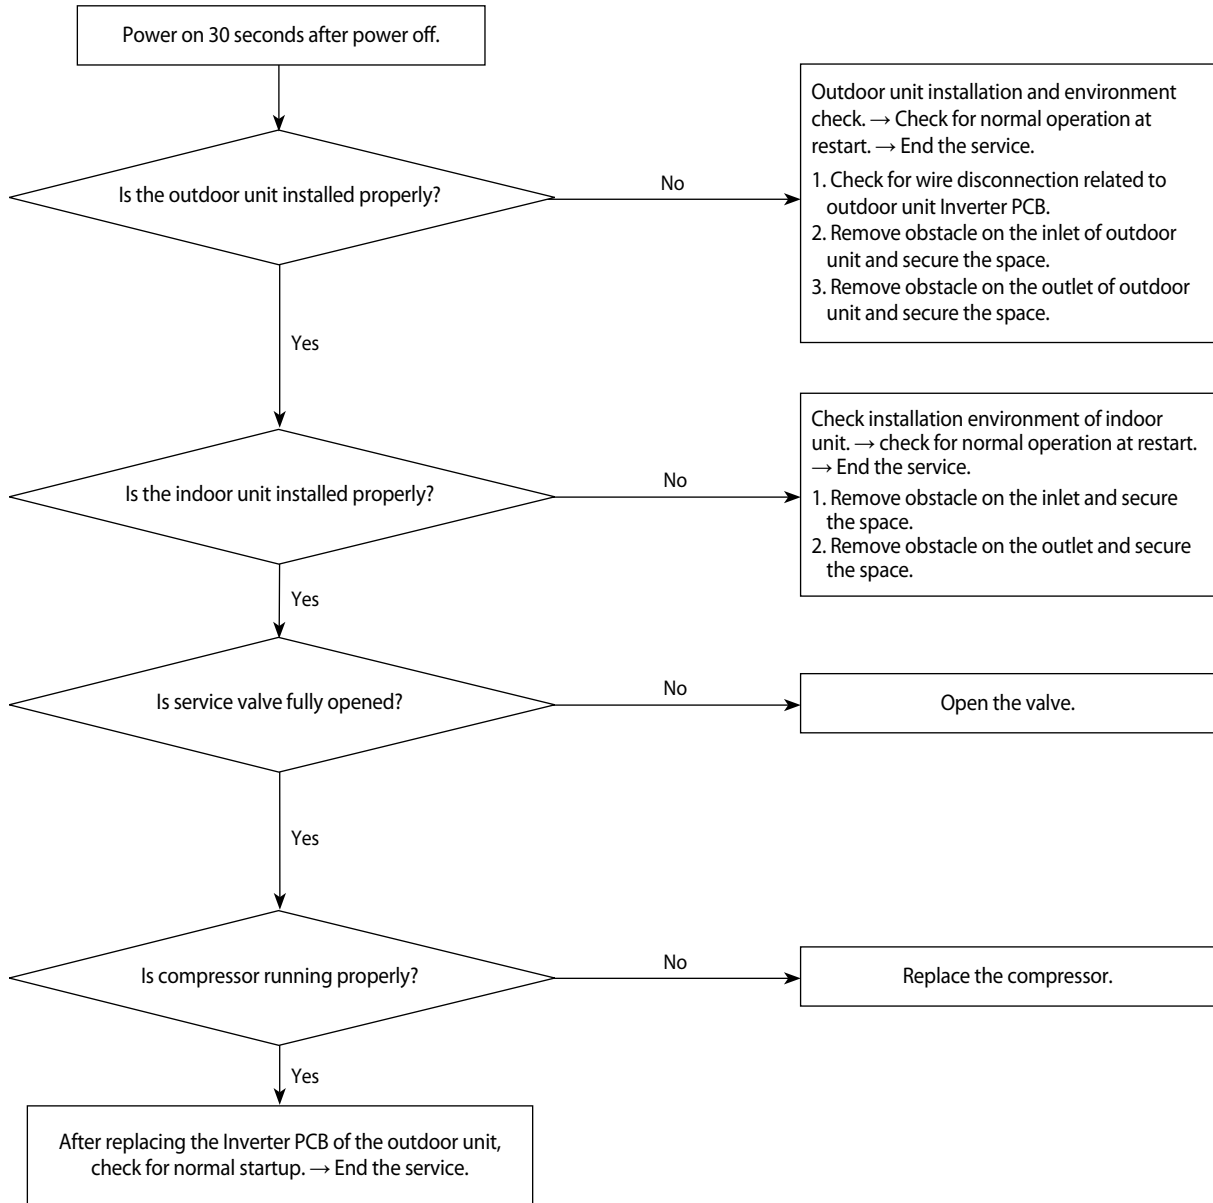 Power on 30 seconds after power off.
Is the outdoor unit installed properly?
No
Outdoor unit installation and environment
check. → Check for normal operation at
restart. → End the service.
1. Check for wire disconnection related to
outdoor unit Inverter PCB.
2. Remove obstacle on the inlet of outdoor
unit and secure the space.
3. Remove obstacle on the outlet of outdoor
unit and secure the space.
Yes
Is the indoor unit installed properly?
No
Check installation environment of indoor
unit. → check for normal operation at restart.
→ End the service.
1. Remove obstacle on the inlet and secure
the space.
2. Remove obstacle on the outlet and secure
the space.
Yes
Is service valve fully opened?
No
Open the valve.
Yes
Is compressor running properly?
No
Replace the compressor.
Yes
After replacing the Inverter PCB of the outdoor unit,
check for normal startup. → End the service.